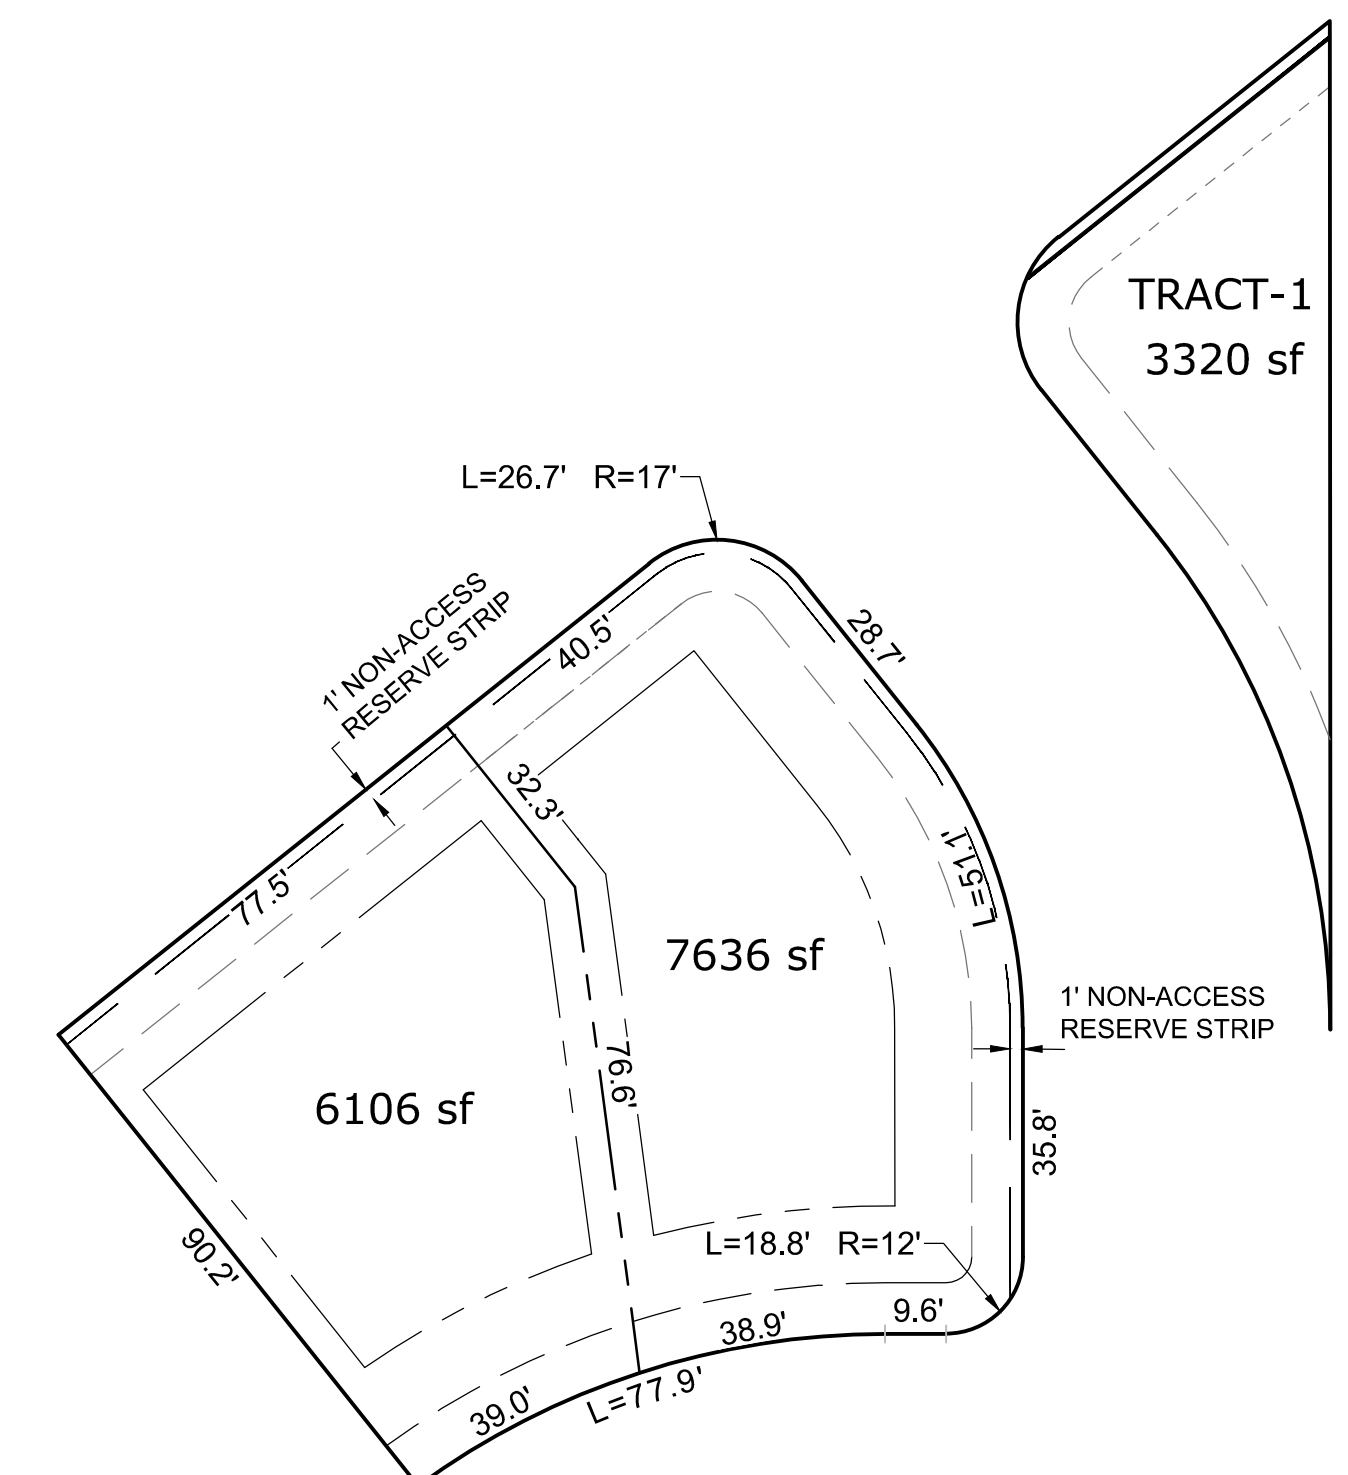 TRACT-1
3320 sf
L=26.7' R=17'
1' NON-ACCESS
RESERVE STRIP
40.5'
28.7'
32.3'
77.5'
L=51.1'
7636 sf
1' NON-ACCESS
RESERVE STRIP
76.6'
6106 sf
35.8'
90.2'
L=18.8' R=12'
9.6'
38.9'
L=77.9'
39.0'